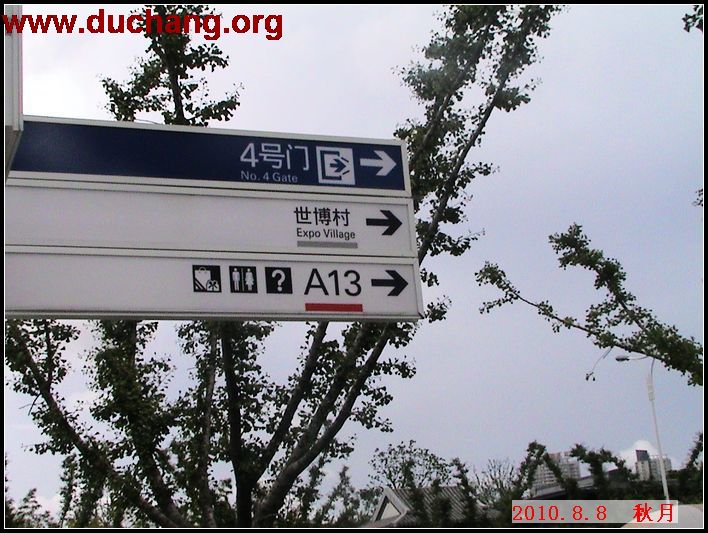 www.duchang.org
4号门
No. 4 Gate
世博村
Expo Village
? A13
2010.8.8 秋月